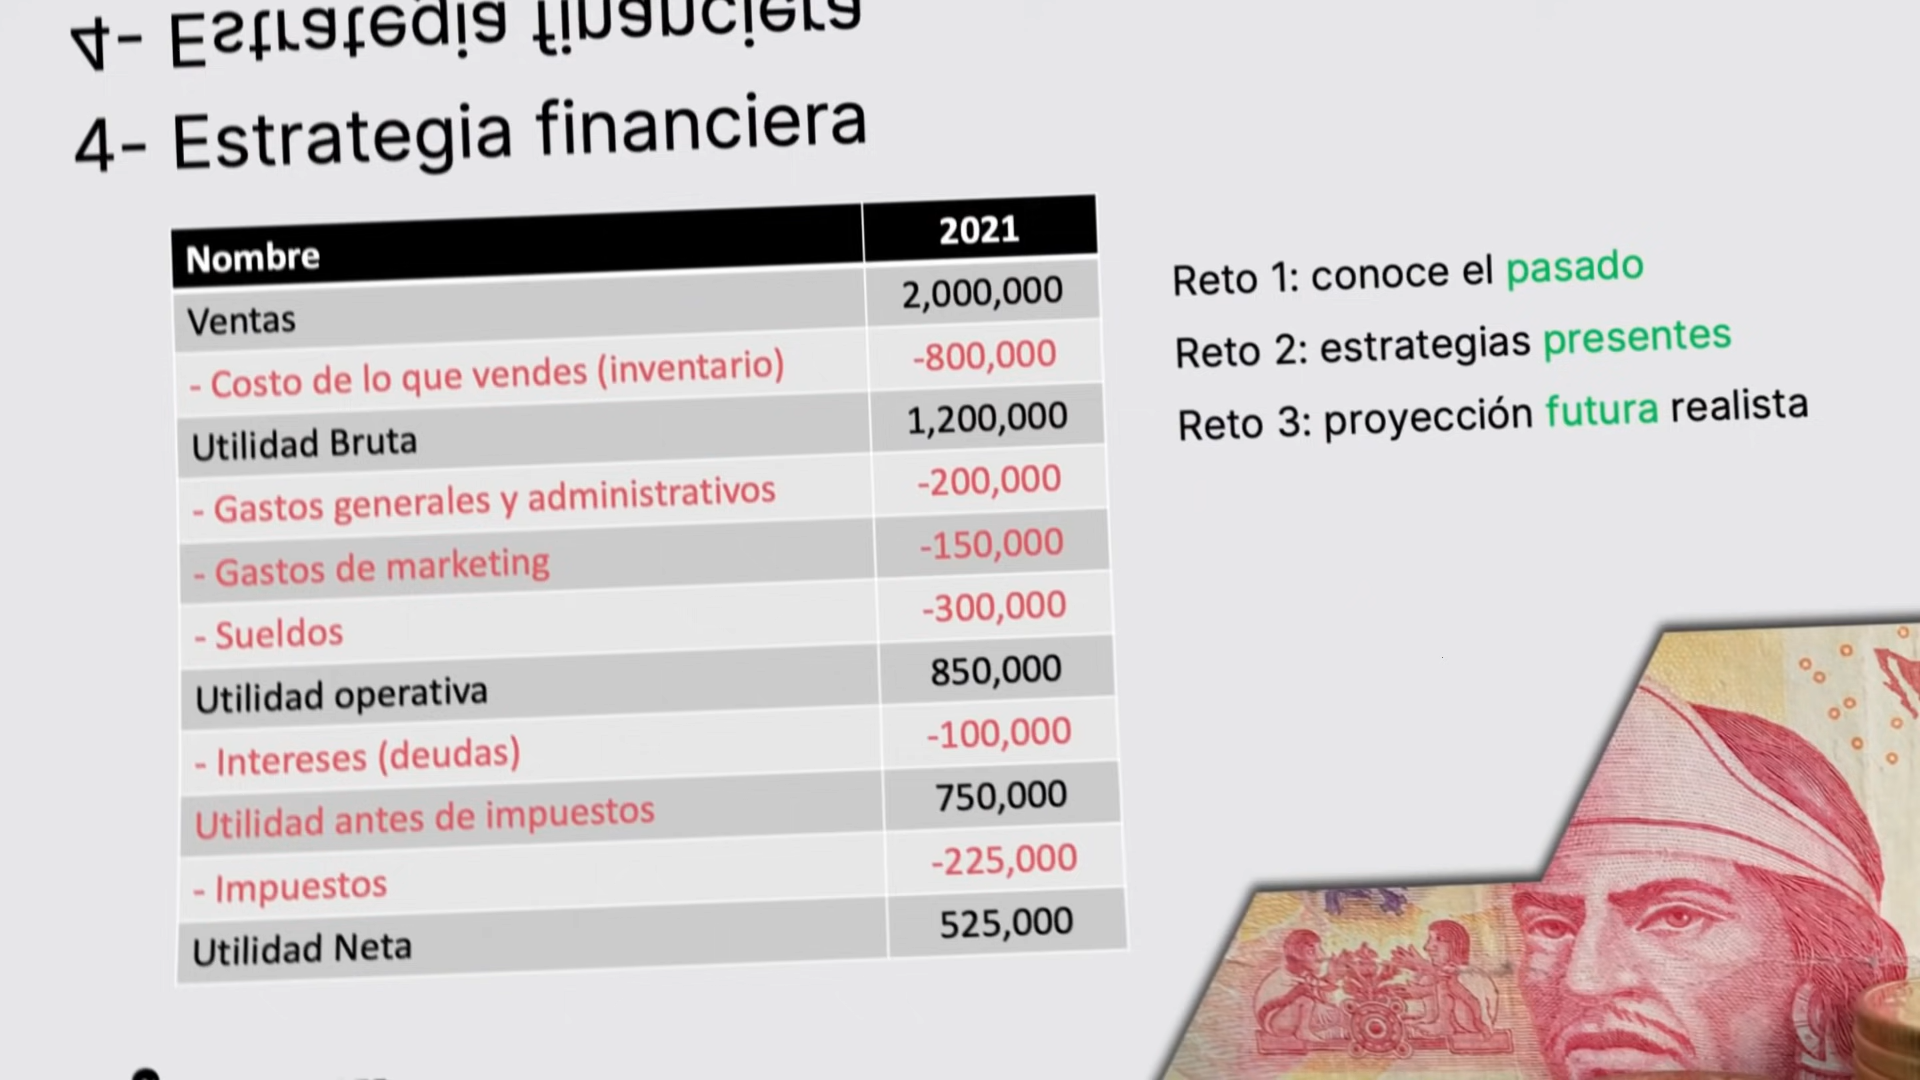 4- Estrategia financiera
4- Estrategia financiera
Nombre 2021
Ventas 2,000,000
- Costo de lo que vendes (inventario) -800,000
Utilidad Bruta 1,200,000
- Gastos generales y administrativos -200,000
- Gastos de marketing -150,000
- Sueldos -300,000
Utilidad operativa 850,000
- Intereses (deudas) -100,000
Utilidad antes de impuestos 750,000
- Impuestos -225,000
Utilidad Neta 525,000
Reto 1: conoce el pasado
Reto 2: estrategias presentes
Reto 3: proyección futura realista